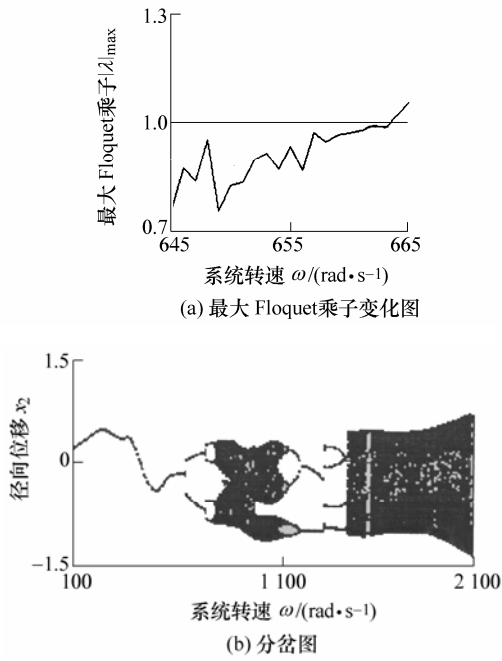 1.3
最大 Floquet乘子|λ|max
1.0
0.7
645 655 665
系统转速 ω/(rad•s–1)
(a) 最大 Floquet乘子变化图
1.5
径向位移 x2
0
–1.5
100 1 100 2 100
系统转速 ω/(rad•s–1)
(b) 分岔图